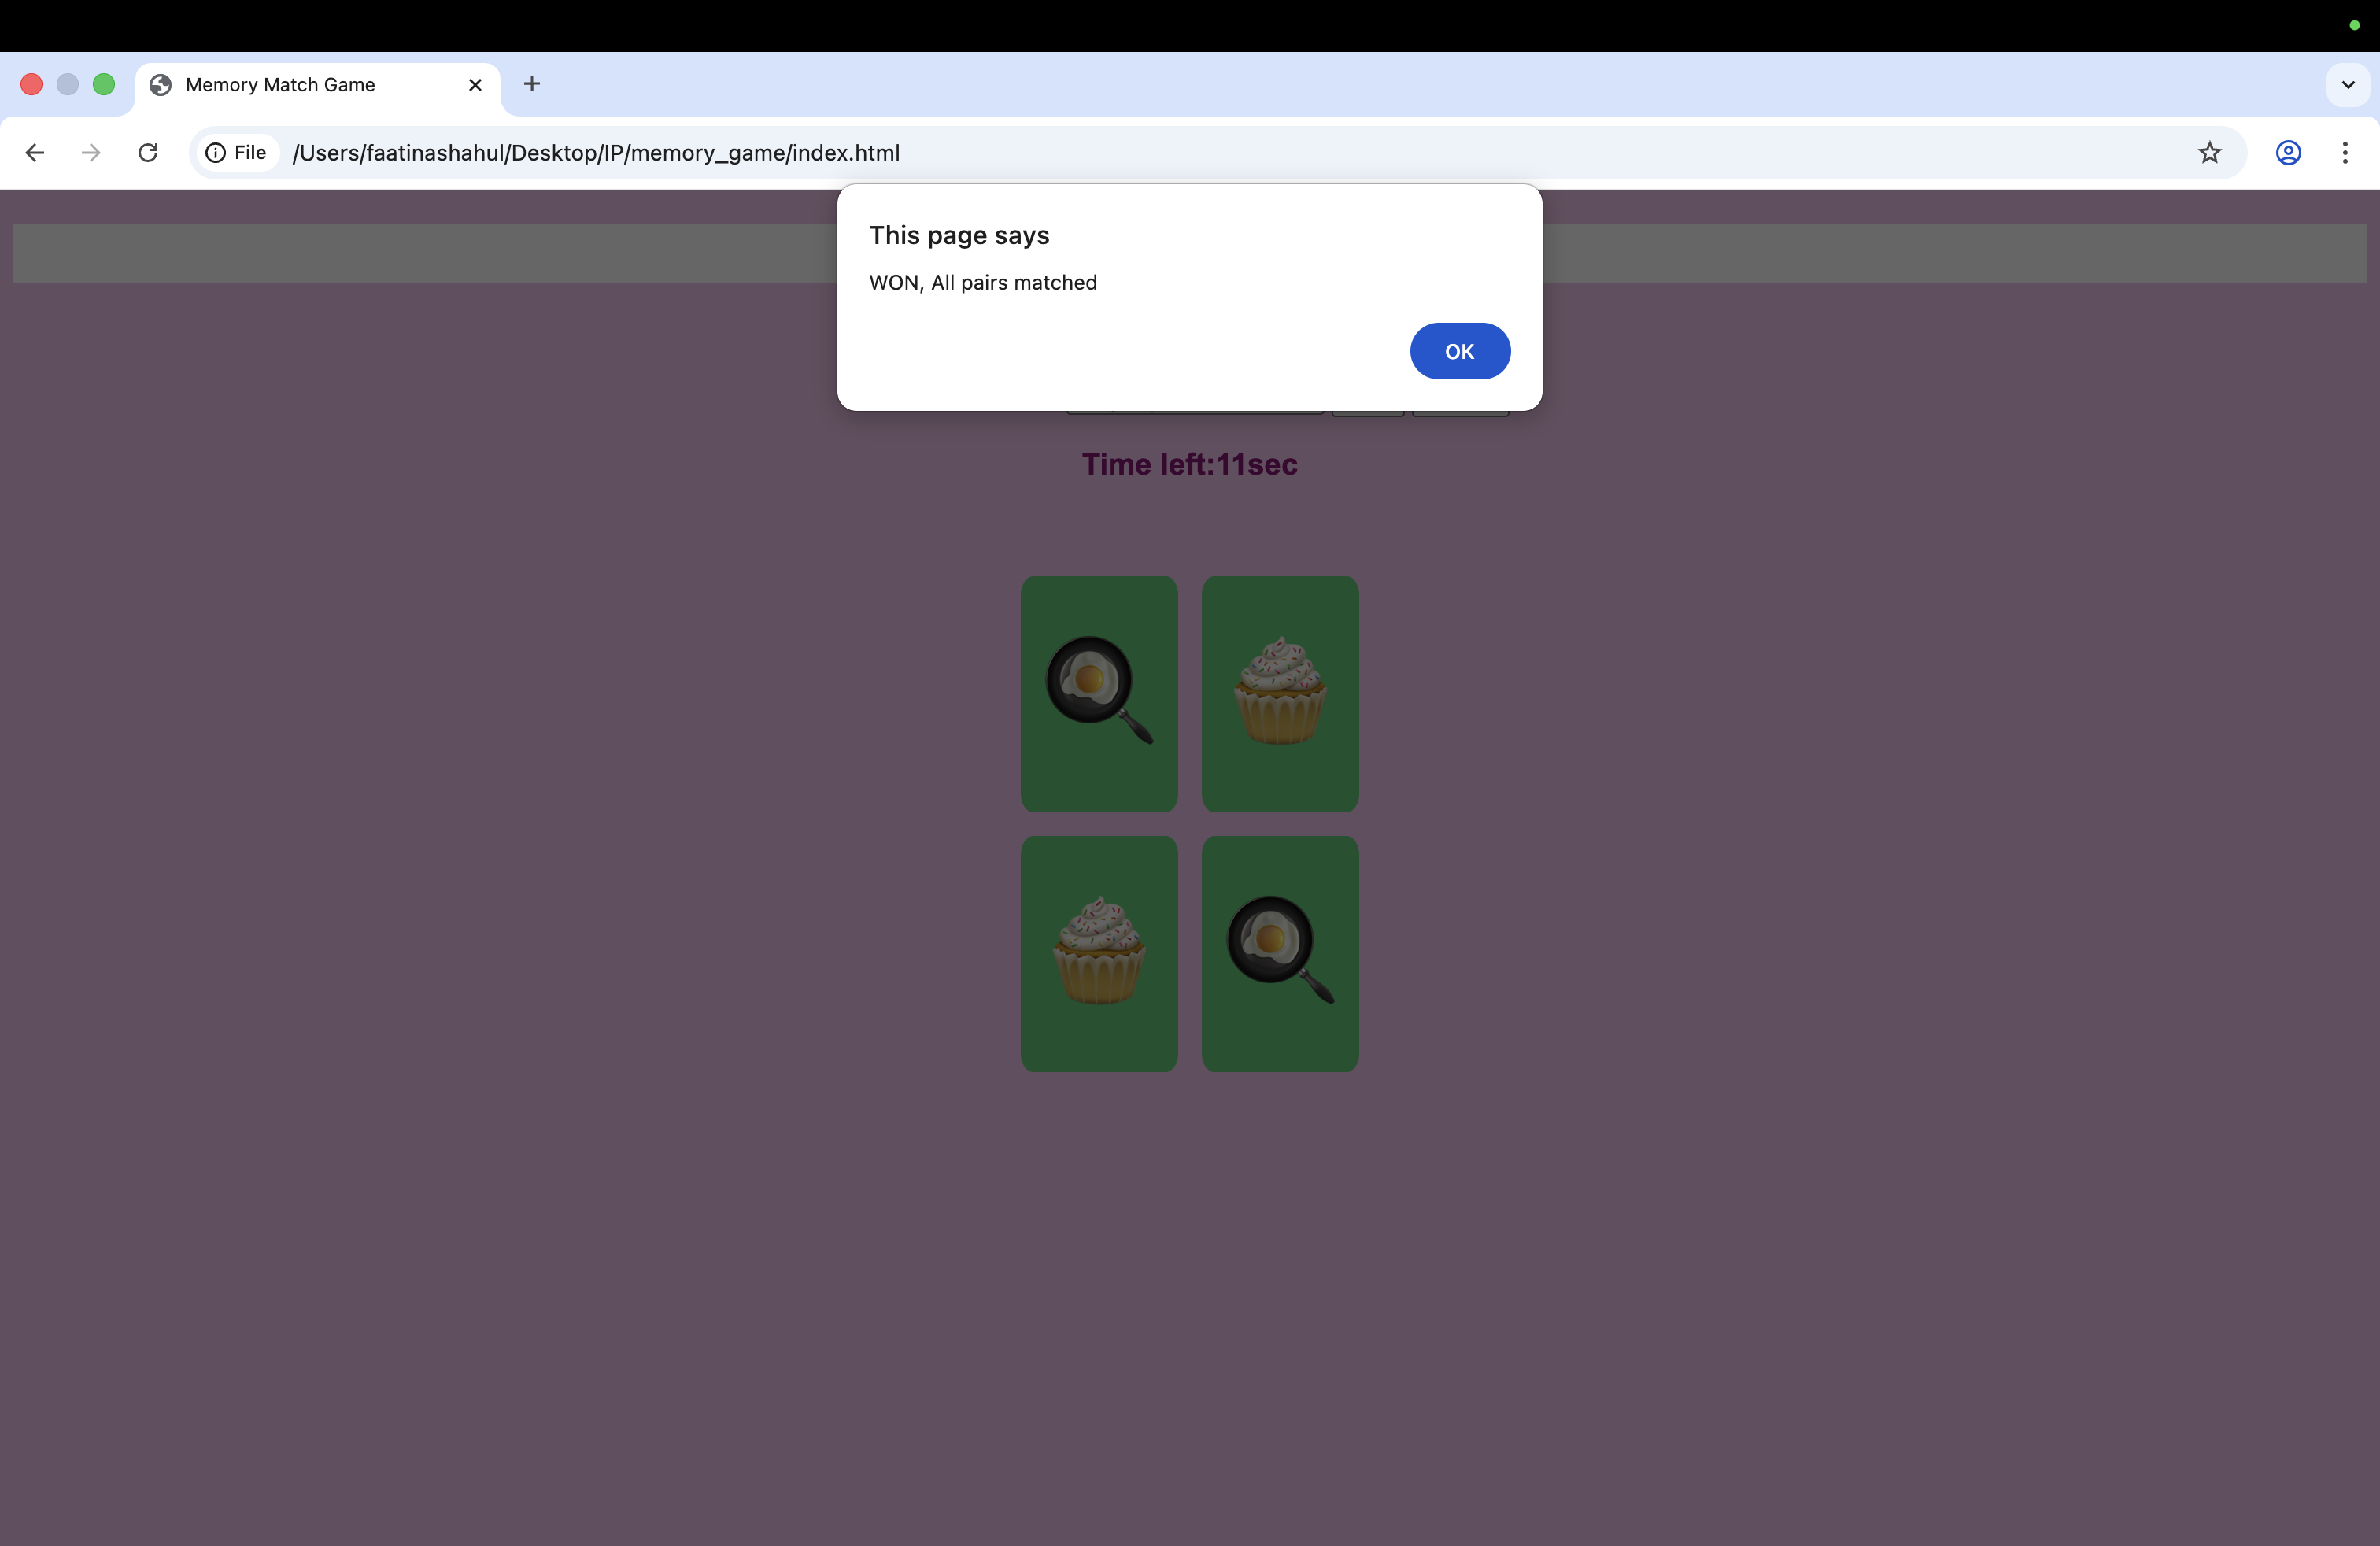 Memory Match Game
File /Users/faatinashahul/Desktop/IP/memory_game/index.html
This page says
WON, All pairs matched
OK
Time left:11sec